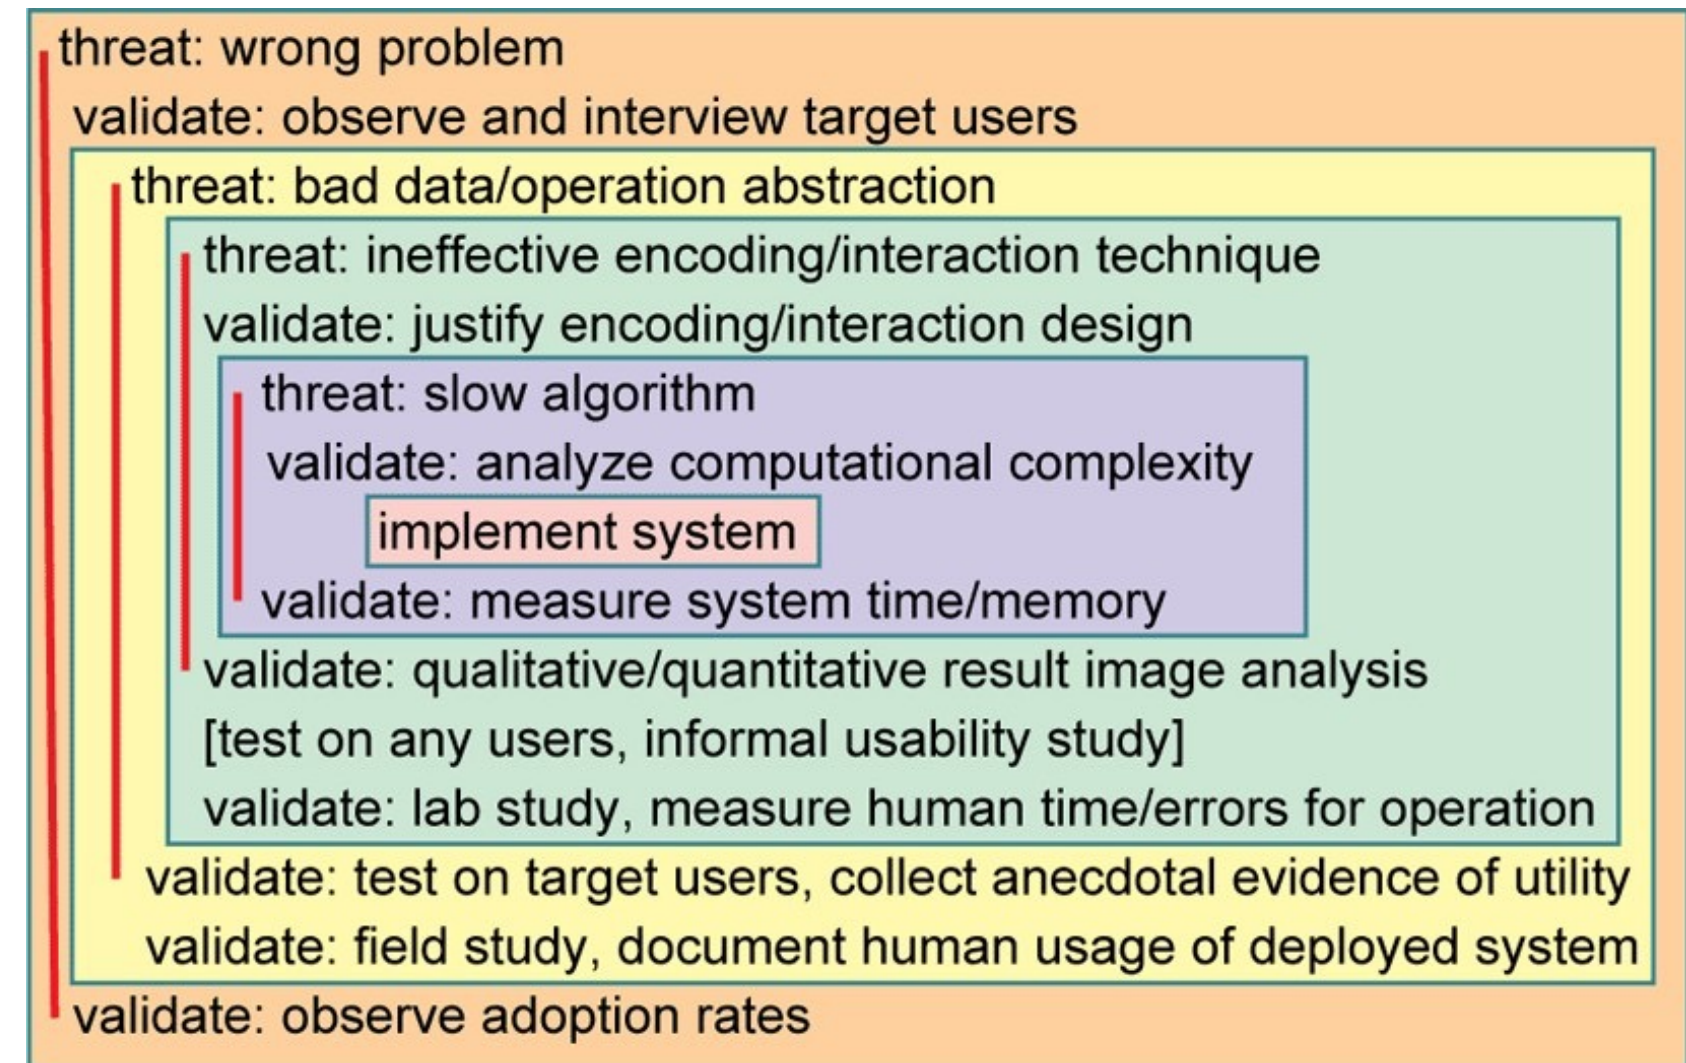 threat: wrong problem
validate: observe and interview target users
threat: bad data/operation abstraction
threat: ineffective encoding/interaction technique
validate: justify encoding/interaction design
threat: slow algorithm
validate: analyze computational complexity
implement system
validate: measure system time/memory
validate: qualitative/quantitative result image analysis
[test on any users, informal usability study]
validate: lab study, measure human time/errors for operation
validate: test on target users, collect anecdotal evidence of utility
validate: field study, document human usage of deployed system
validate: observe adoption rates